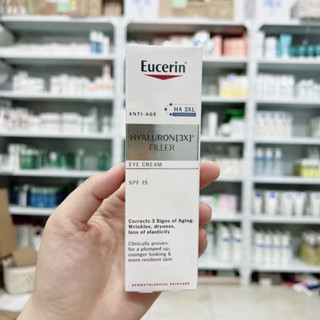 Eucerin®
ANTI-AGE
HA 3XL
HYALURON[3X]®
FILLER
EYE CREAM
SPF 15
Corrects 3 Signs of Aging:
Wrinkles, dryness,
loss of elasticity
Clinically proven,
for a plumped up,
younger looking &
more resilient skin
DERMATOLOGICAL SKINCARE